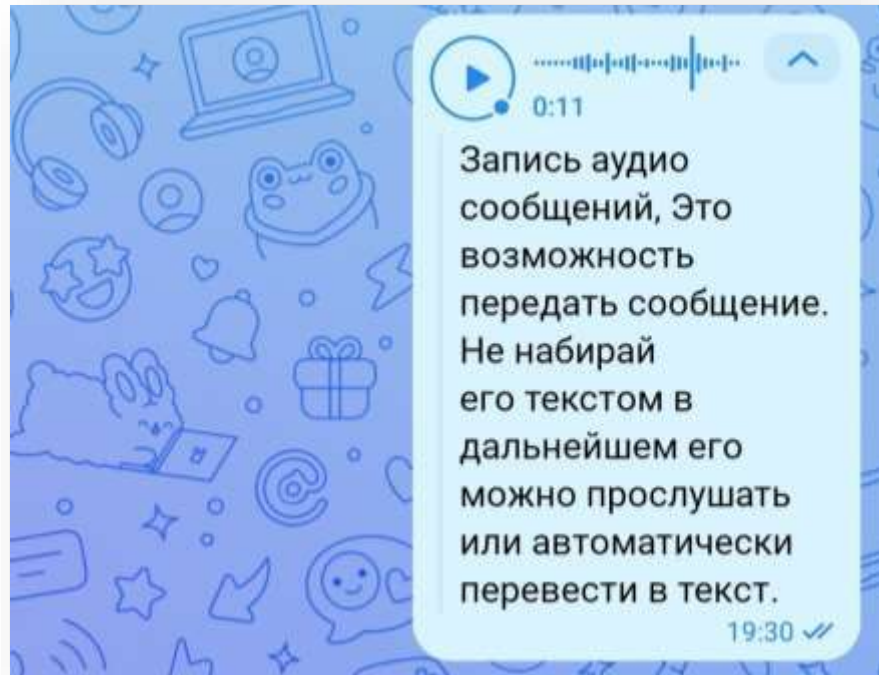 0:11
Запись аудио
сообщений, Это
возможность
передать сообщение.
Не набирай
его текстом в
дальнейшем его
можно прослушать
или автоматически
перевести в текст.
19:30